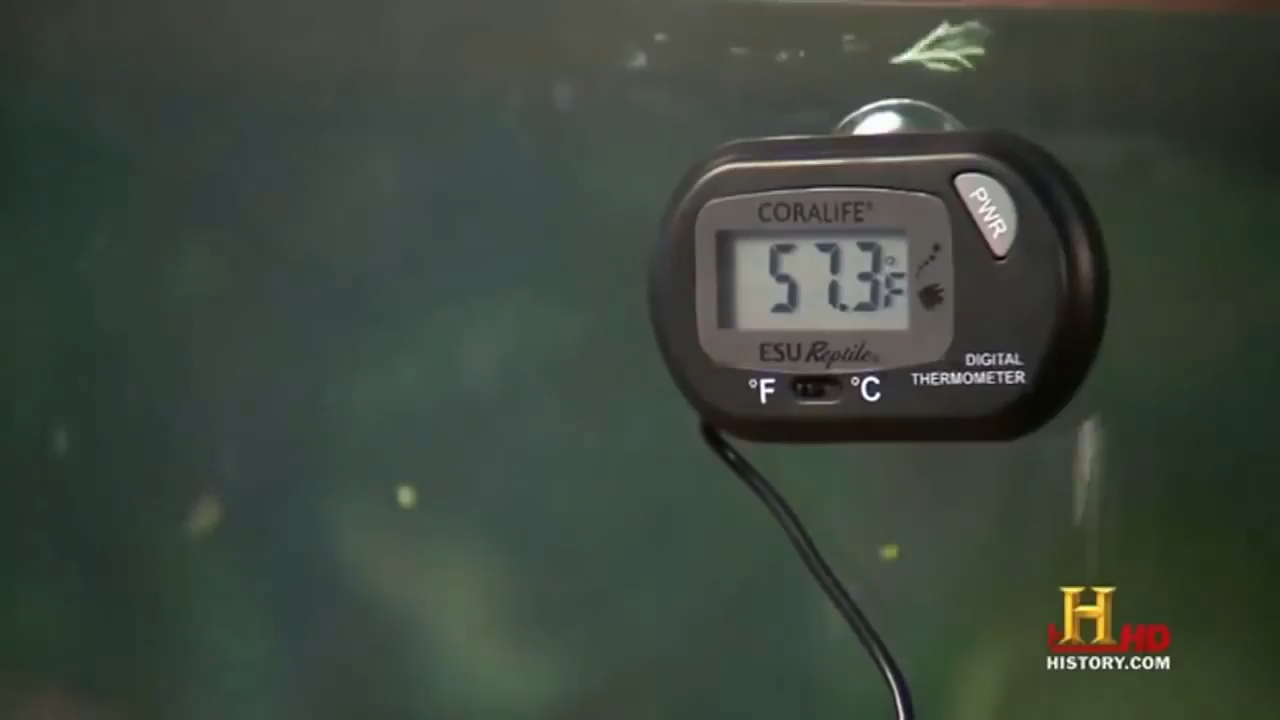 PWR
CORALIFE®
57.3°F
ESU Reptile®
°F °C
DIGITAL
THERMOMETER
H
HD
HISTORY.COM